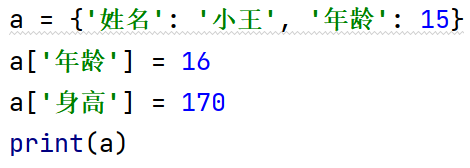 a = {'姓名': '小王', '年龄': 15}
a['年龄'] = 16
a['身高'] = 170
print(a)